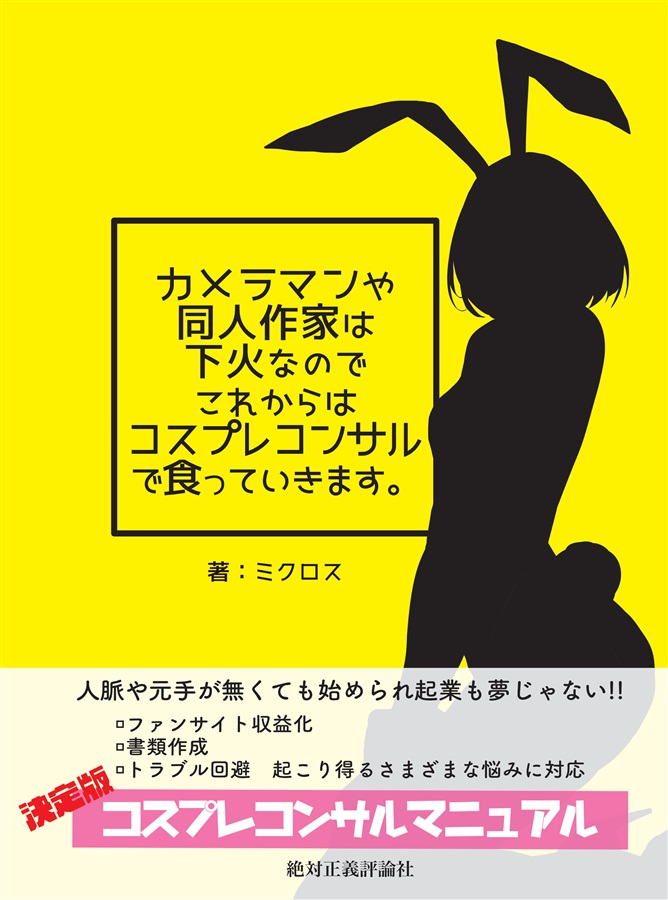 カメラマンや
同人作家は
下火なので
これからは
コスプレコンサル
で食っていきます。
著：ミクロス
人脈や元手が無くても始められ起業も夢じゃない!!
□ファンサイト収益化
□書類作成
□トラブル回避　起こり得るさまざまな悩みに対応
決定版
コスプレコンサルマニュアル
絶対正義評論社